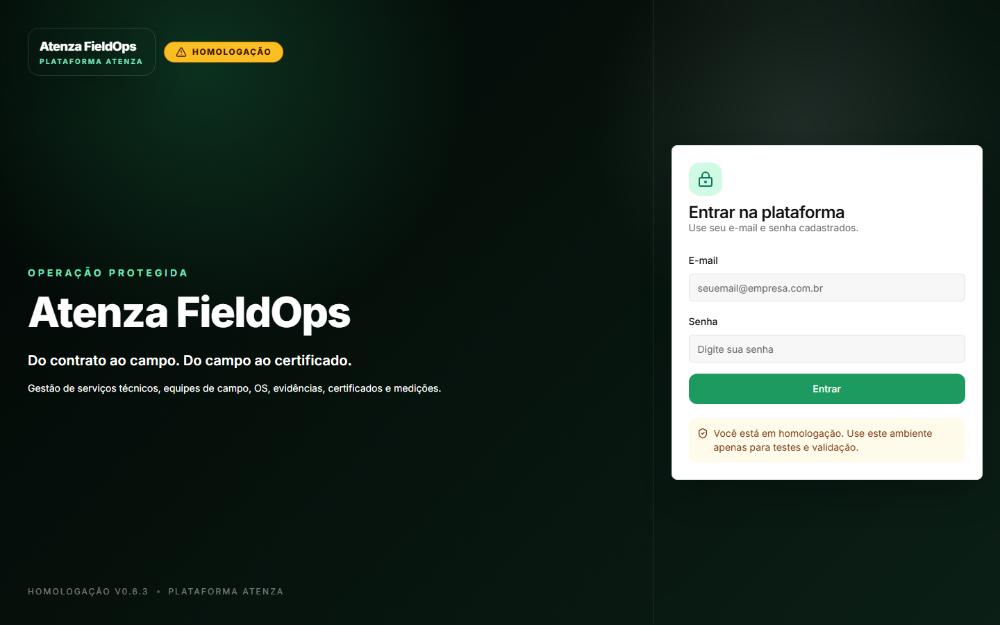 Atenza FieldOps
PLATAFORMA ATENZA
HOMOLOGAÇÃO
OPERAÇÃO PROTEGIDA
Atenza FieldOps
Do contrato ao campo. Do campo ao certificado.
Gestão de serviços técnicos, equipes de campo, OS, evidências, certificados e medições.
HOMOLOGAÇÃO V0.6.3 • PLATAFORMA ATENZA
Entrar na plataforma
Use seu e-mail e senha cadastrados.
E-mail
seuemail@empresa.com.br
Senha
Digite sua senha
Entrar
Você está em homologação. Use este ambiente
apenas para testes e validação.